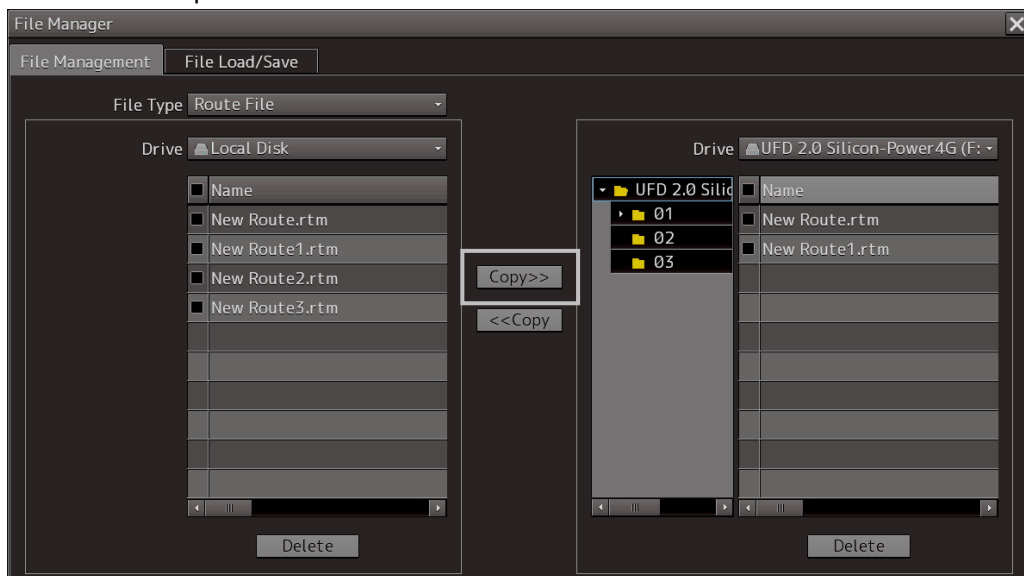 File Manager
File Management
File Load/Save
File Type Route File
Drive Local Disk
Name
New Route.rtm
New Route1.rtm
New Route2.rtm
New Route3.rtm
Delete
Copy>>
<<Copy
Drive UFD 2.0 Silicon-Power4G (F:
UFD 2.0 Silic
01
02
03
Name
New Route.rtm
New Route1.rtm
Delete